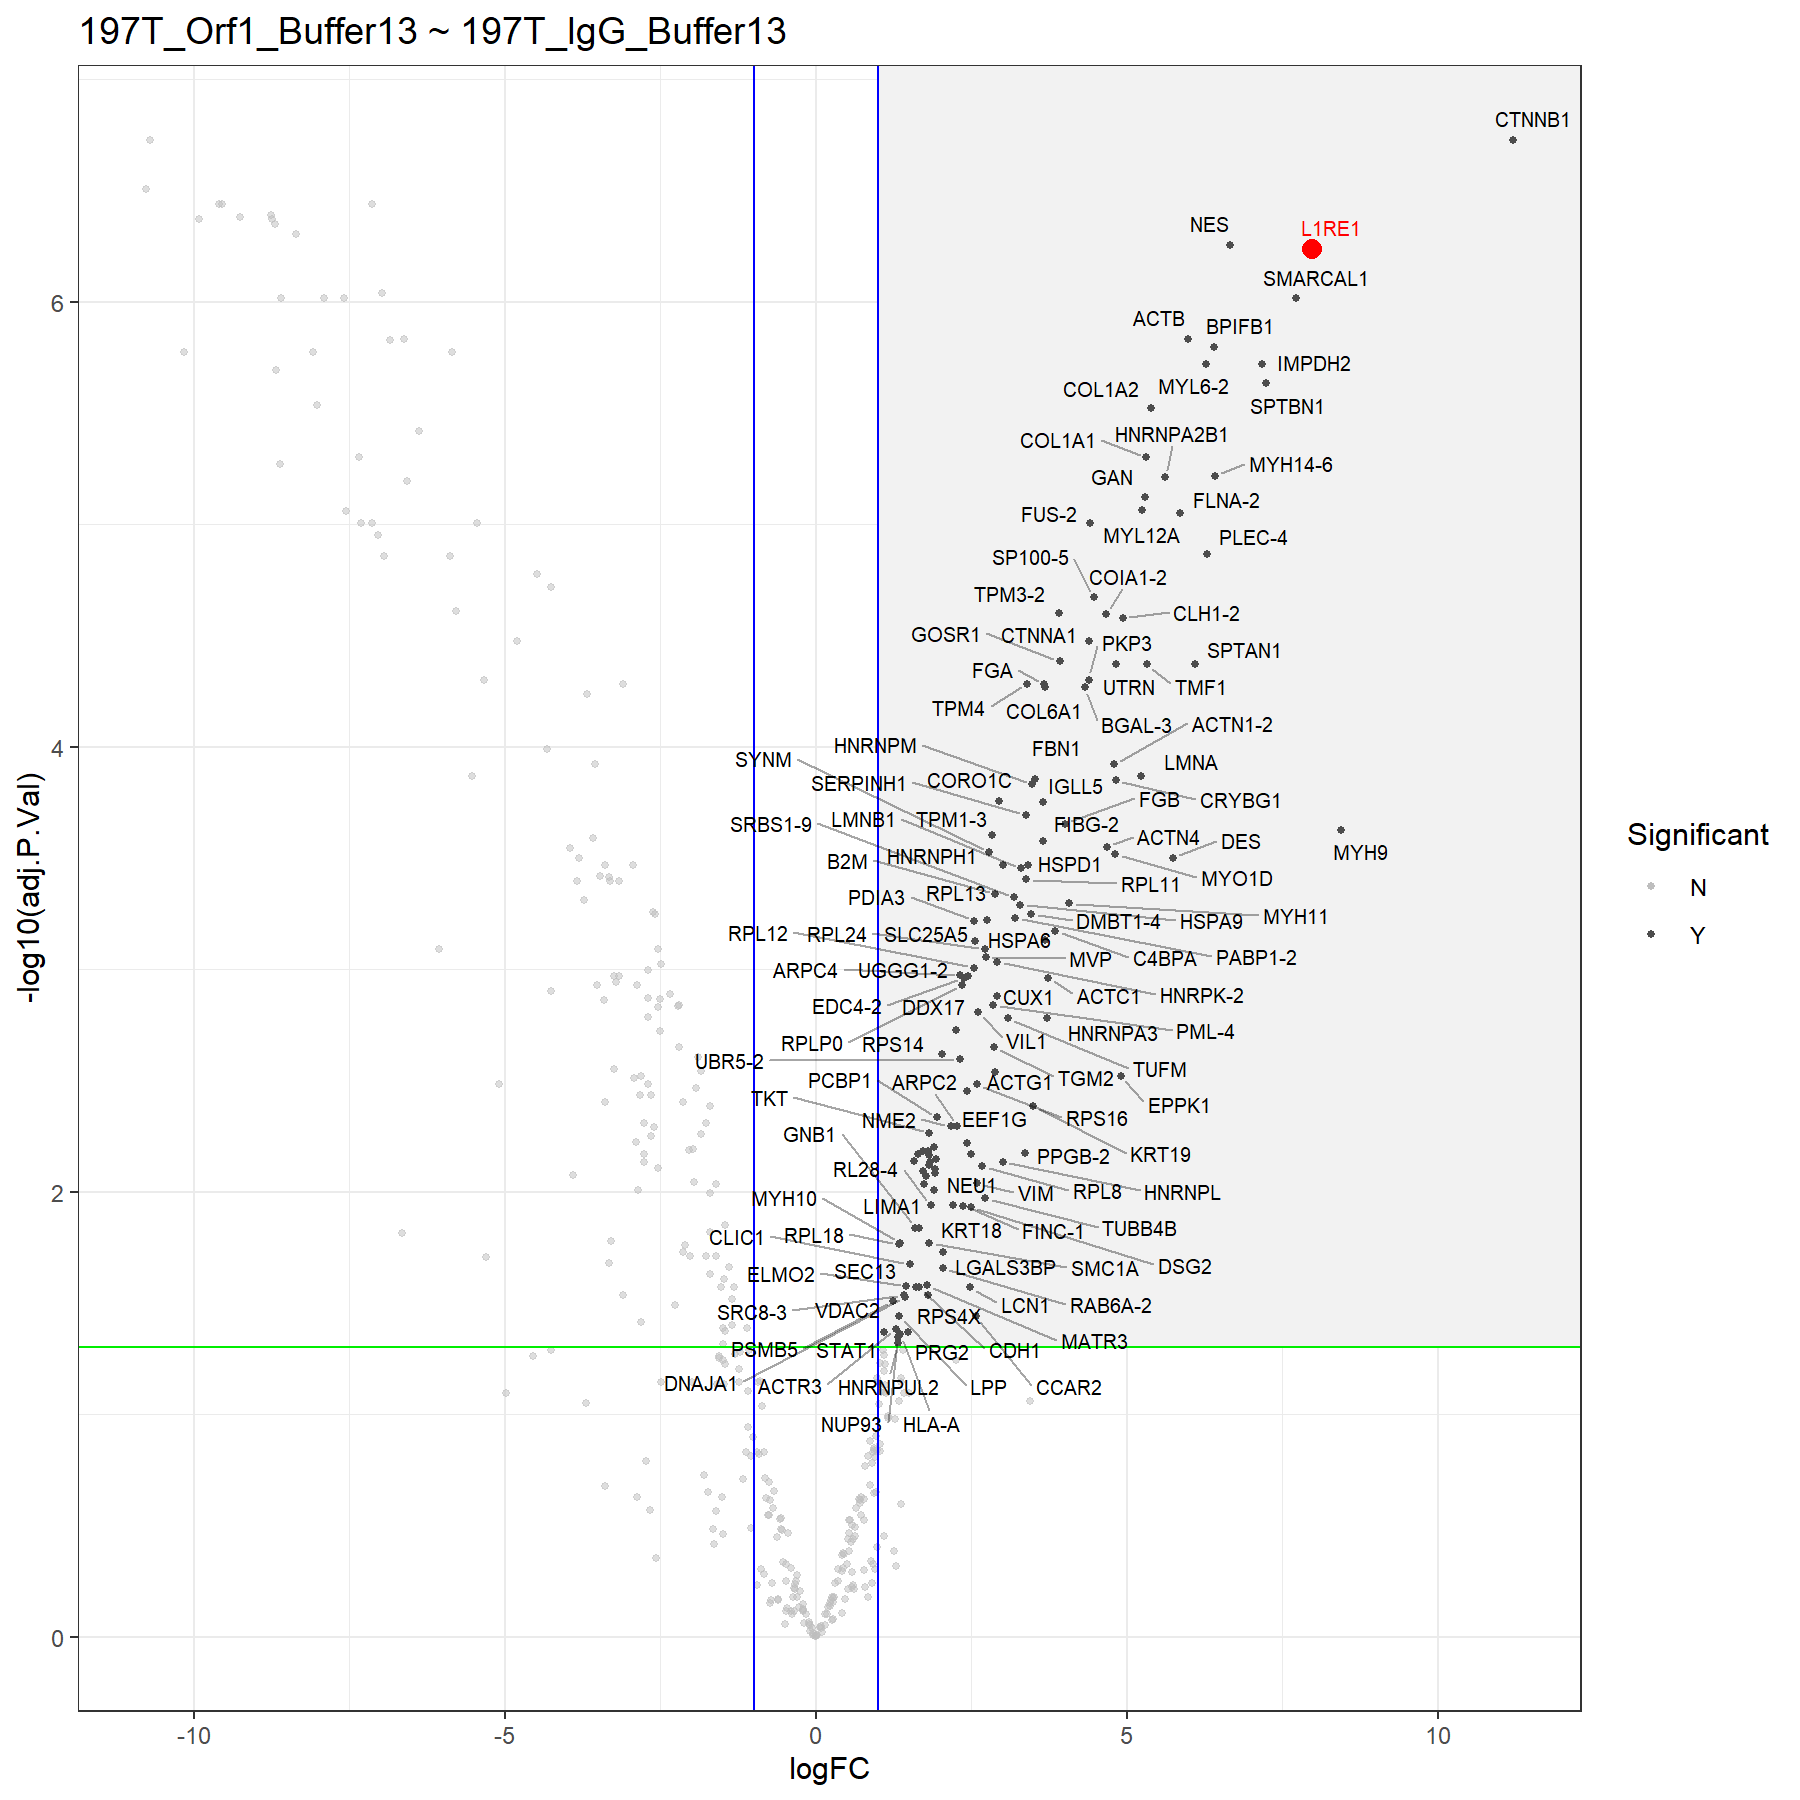 197T_Orf1_Buffer13 ~ 197T_IgG_Buffer13
CTNNB1
NES
L1RE1
SMARCAL1
ACTB
BPIFB1
IMPDH2
COL1A2
MYL6-2
SPTBN1
COL1A1
HNRNPA2B1
GAN
MYH14-6
FLNA-2
FUS-2
MYL12A
PLEC-4
SP100-5
COIA1-2
TPM3-2
CLH1-2
GOSR1
CTNNA1
PKP3
SPTAN1
FGA
UTRN
TMF1
TPM4
COL6A1
BGAL-3
ACTN1-2
HNRNPM
FBN1
SYNM
LMNA
SERPINH1
CORO1C
IGLL5
FGB
CRYBG1
SRBS1-9
LMNB1
TPM1-3
FIBG-2
ACTN4
DES
MYH9
B2M
HNRNPH1
HSPD1
MYO1D
RPL11
PDIA3
RPL13
DMBT1-4
HSPA9
MYH11
RPL12
RPL24
SLC25A5
HSPA6
MVP
C4BPA
PABP1-2
ARPC4
UGGG1-2
EDC4-2
DDX17
CUX1
ACTC1
HNRPK-2
RPLP0
RPS14
VIL1
HNRNPA3
PML-4
UBR5-2
TUFM
PCBP1
ARPC2
ACTG1
TGM2
EPPK1
TKT
NME2
EEF1G
RPS16
GNB1
KRT19
RL28-4
PPGB-2
MYH10
LIMA1
NEU1
VIM
RPL8
HNRNPL
CLIC1
RPL18
KRT18
FINC-1
TUBB4B
ELMO2
SEC13
LGALS3BP
SMC1A
DSG2
SRC8-3
VDAC2
RPS4X
LCN1
RAB6A-2
MATR3
PSMB5
STAT1
PRG2
CDH1
DNAJA1
ACTR3
HNRNPUL2
LPP
CCAR2
NUP93
HLA-A
6
4
2
0
-log10(adj.P.Val)
-10
-5
0
5
10
logFC
Significant
N
Y